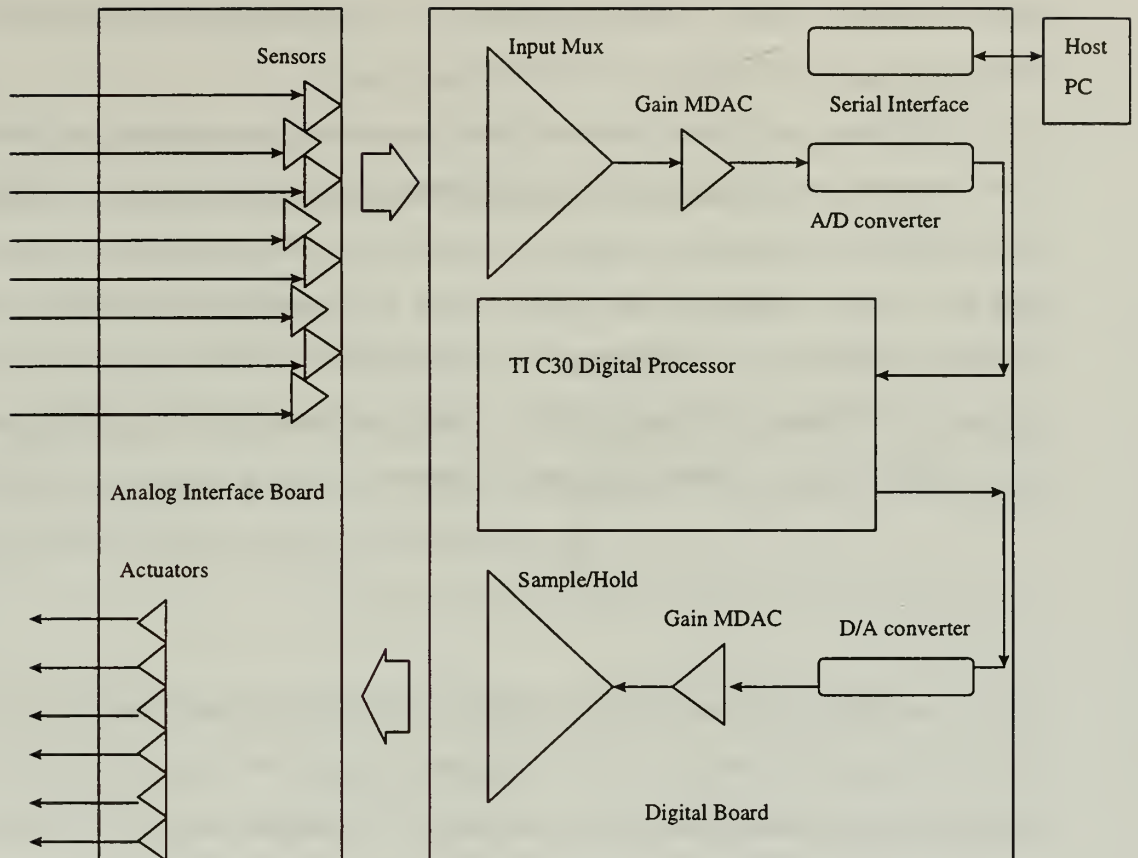 Sensors
Input Mux
Gain MDAC
Serial Interface
Host
PC
A/D converter
TI C30 Digital Processor
Analog Interface Board
Actuators
Sample/Hold
Gain MDAC
D/A converter
Digital Board